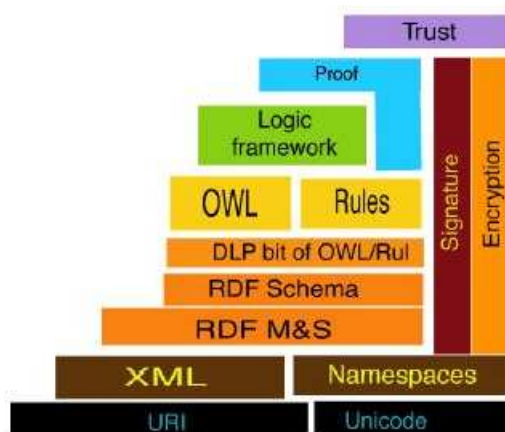 Trust
Proof
Logic
framework
OWL
Rules
DLP bit of OWL/Rul
RDF Schema
RDF M&S
Signature
Encryption
XML
Namespaces
URI
Unicode